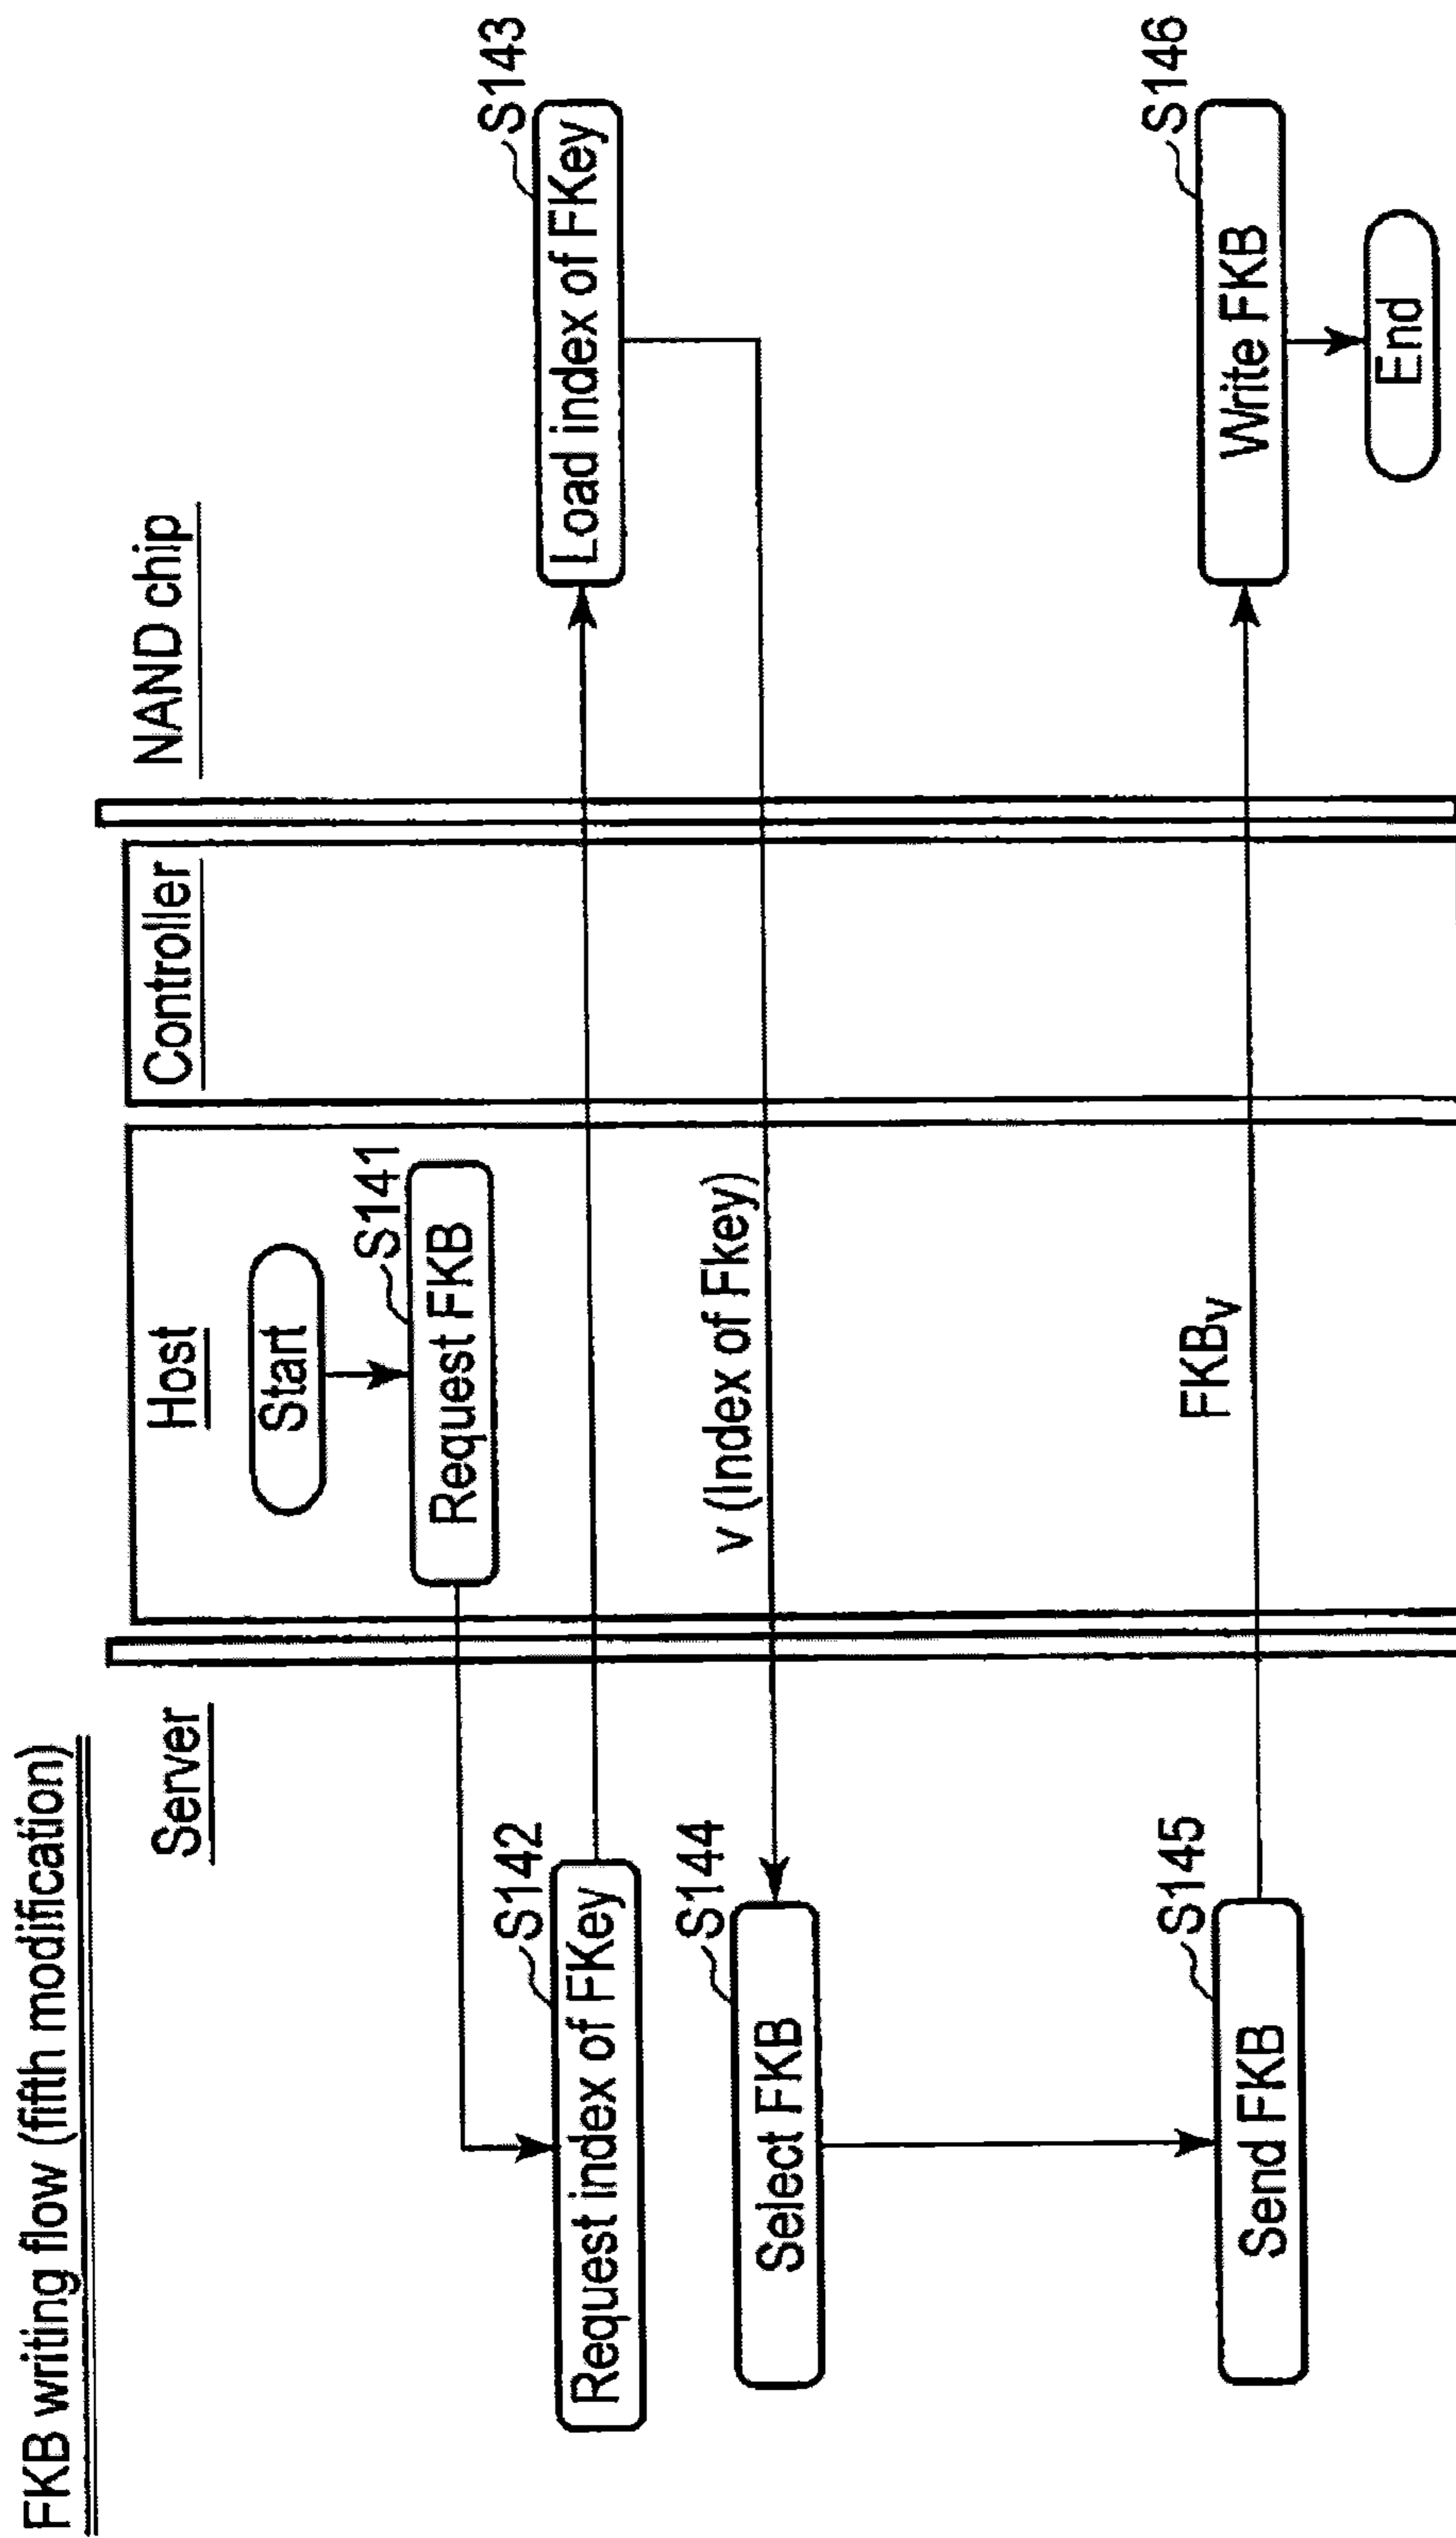 FKB writing flow (fifth modification)
Server
Host
Controller
NAND chip
Start
S141
Request FKB
S142
Request index of FKey
S143
Load index of FKey
v (Index of Fkey)
S144
Select FKB
S145
Send FKB
FKBv
S146
Write FKB
End